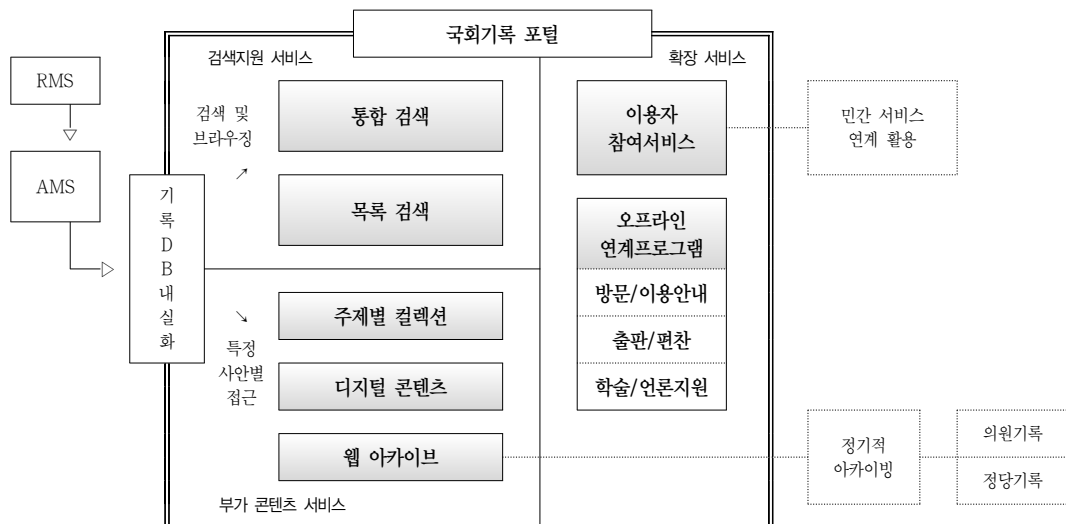 국회기록 포털
검색지원 서비스
확장 서비스
RMS
AMS
기
록
D
B
내
실
화
검색 및
브라우징
↗
통합 검색
목록 검색
↘
특정
사안별
접근
주제별 컬렉션
디지털 콘텐츠
웹 아카이브
부가 콘텐츠 서비스
이용자
참여서비스
오프라인
연계프로그램
방문/이용안내
출판/편찬
학술/언론지원
민간 서비스
연계 활용
정기적
아카이빙
의원기록
정당기록